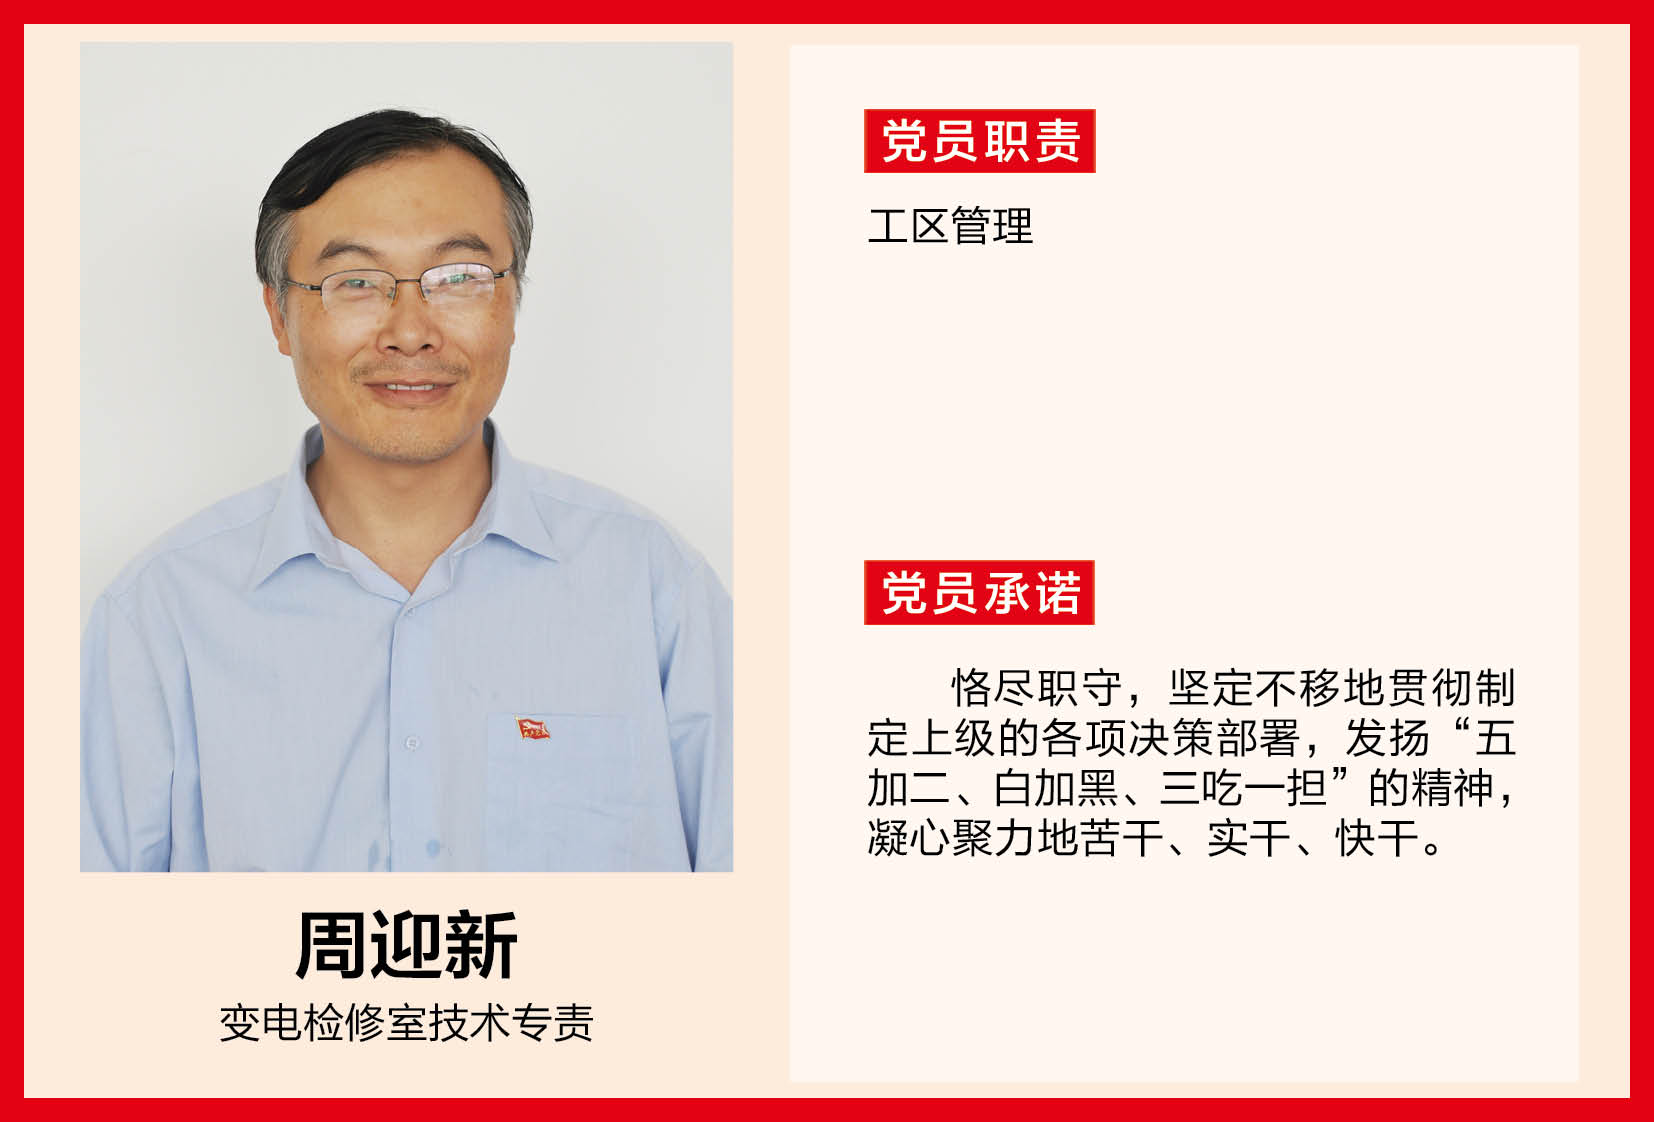 党员职责
工区管理
党员承诺
恪尽职守，坚定不移地贯彻制
定上级的各项决策部署，发扬“五
加二、白加黑、三吃一担”的精神，
凝心聚力地苦干、实干、快干。
周迎新
变电检修室技术专责